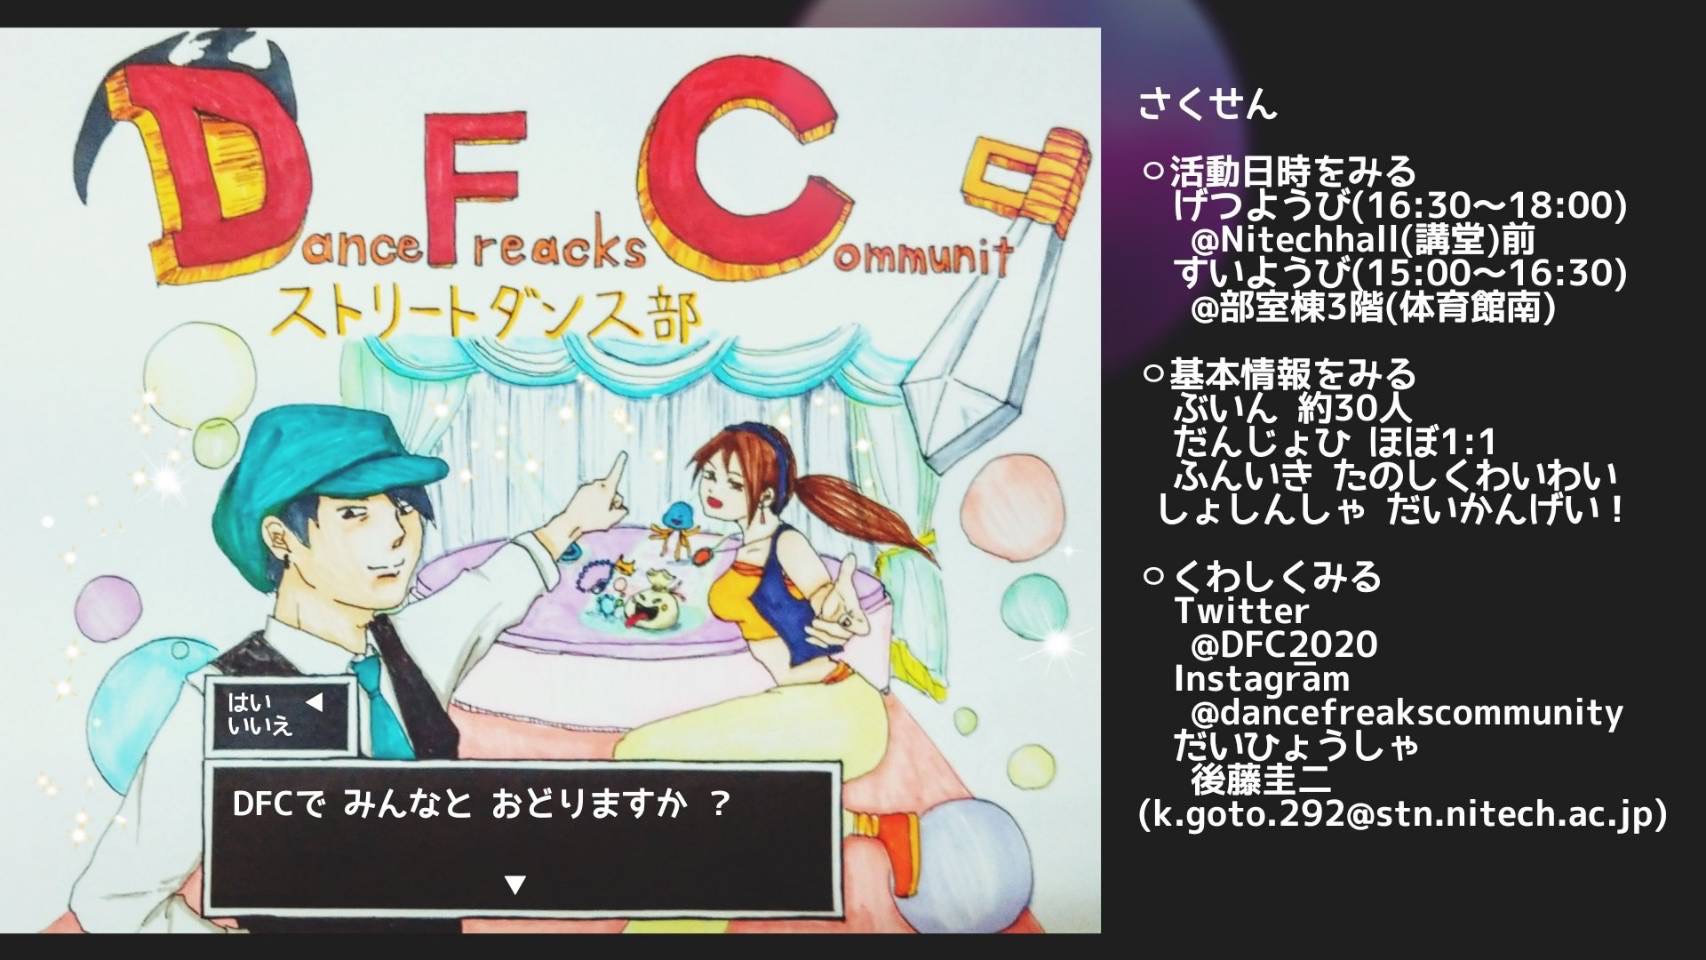 DFC
Dance Freacks Communit
ストリートダンス部
はい ◀
いいえ
DFCで みんなと おどりますか ？
▼
さくせん
○活動日時をみる
げつようび(16:30〜18:00)
@Nitechhall(講堂)前
すいようび(15:00〜16:30)
@部室棟3階(体育館南)
○基本情報をみる
ぶいん 約30人
だんじょひ ほぼ1:1
ふんいき たのしくわいわい
しょしんしゃ だいかんげい！
○くわしくみる
Twitter
@DFC2020_
Instagram
@dancefreakscommunity
だいひょうしゃ
後藤圭二
(k.goto.292@stn.nitech.ac.jp)